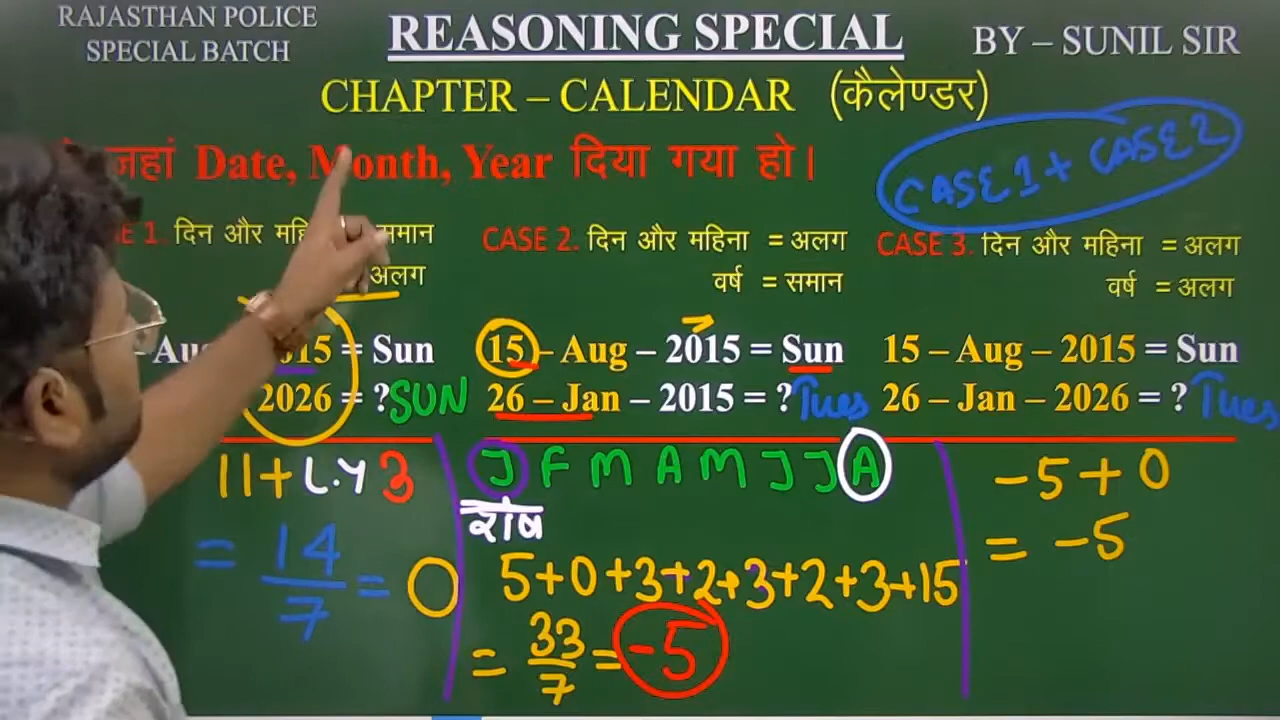 RAJASTHAN POLICE
SPECIAL BATCH
REASONING SPECIAL
BY – SUNIL SIR
CHAPTER – CALENDAR (कैलेण्डर)
जहां Date, Month, Year दिया गया हो।
CASE 1 + CASE 2
1. दिन और समान
अलग
CASE 2. दिन और महिना = अलग
वर्ष = समान
CASE 3. दिन और महिना = अलग
वर्ष = अलग
= Sun
2026 = ? SUN
15 – Aug – 2015 = Sun
26 – Jan – 2015 = ? Tues
15 – Aug – 2015 = Sun
26 – Jan – 2026 = ? Tues
11 + L.Y 3
= 14/7 = 0
J F M A M J J A
शेष
5+0+3+2+3+2+3+15
= 33/7 = -5
-5 + 0
= -5